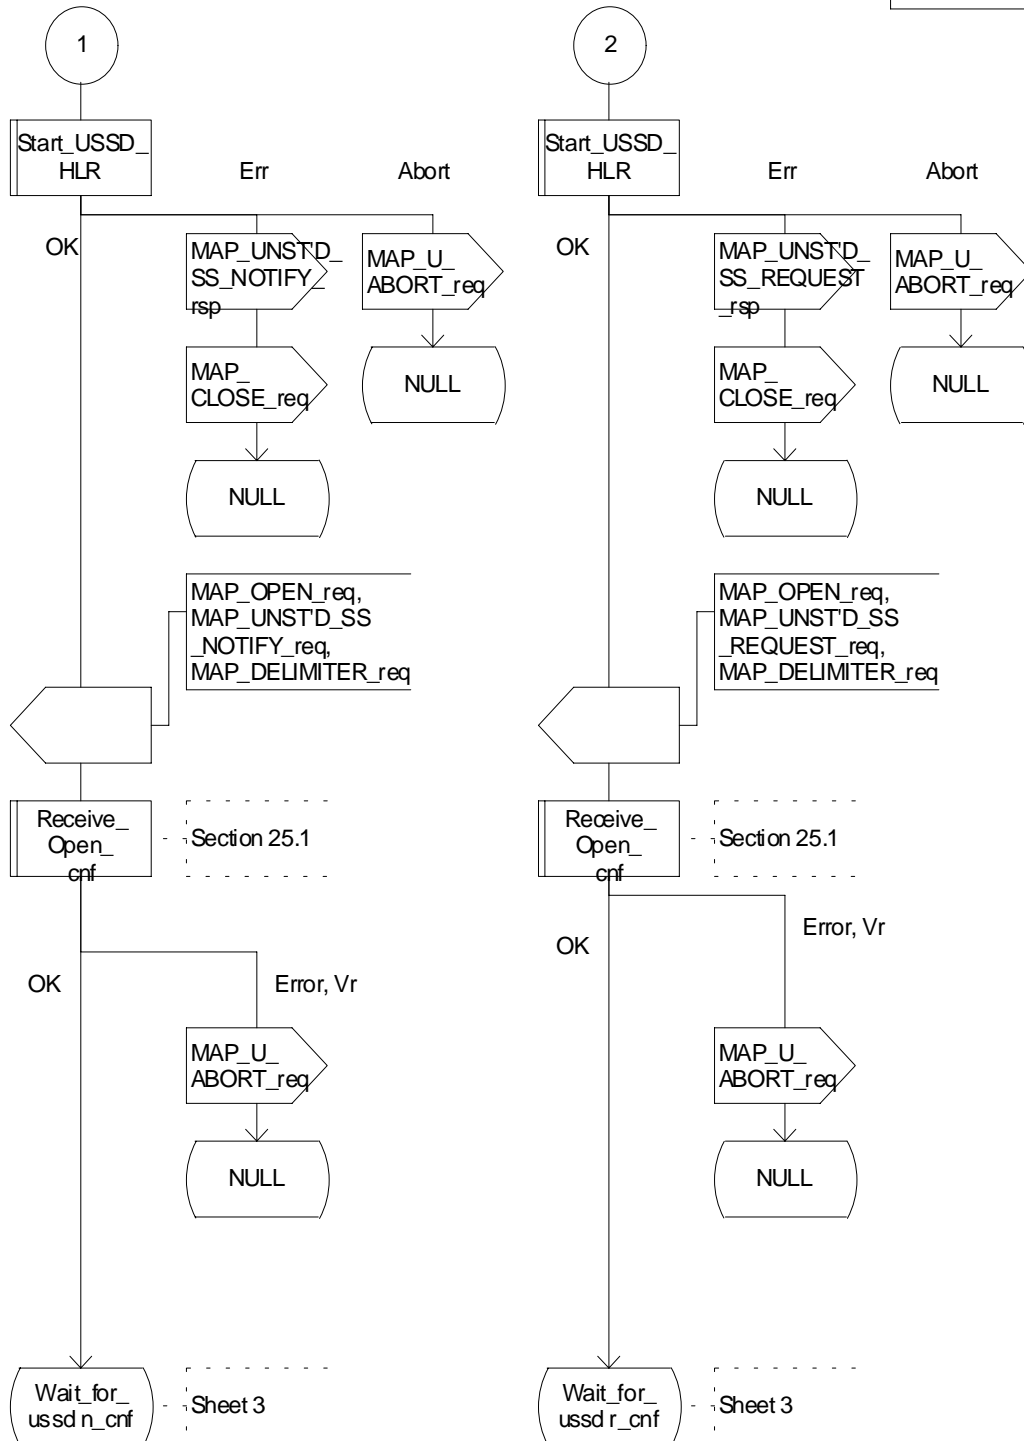 1
Start_USSD_
HLR
Err
Abort
OK
MAP_UNST'D_
SS_NOTIFY_
rsp
MAP_U_
ABORT_req
MAP_
CLOSE_req
NULL
NULL
MAP_OPEN_req,
MAP_UNST'D_SS
_NOTIFY_req,
MAP_DELIMITER_req
Receive_
Open_
cnf
Section 25.1
OK
Error, Vr
MAP_U_
ABORT_req
NULL
Wait_for_
ussd n_cnf
Sheet 3
2
Start_USSD_
HLR
Err
Abort
OK
MAP_UNST'D_
SS_REQUEST
_rsp
MAP_U_
ABORT_req
MAP_
CLOSE_req
NULL
NULL
MAP_OPEN_req,
MAP_UNST'D_SS
_REQUEST_req,
MAP_DELIMITER_req
Receive_
Open_
cnf
Section 25.1
OK
Error, Vr
MAP_U_
ABORT_req
NULL
Wait_for_
ussd r_cnf
Sheet 3